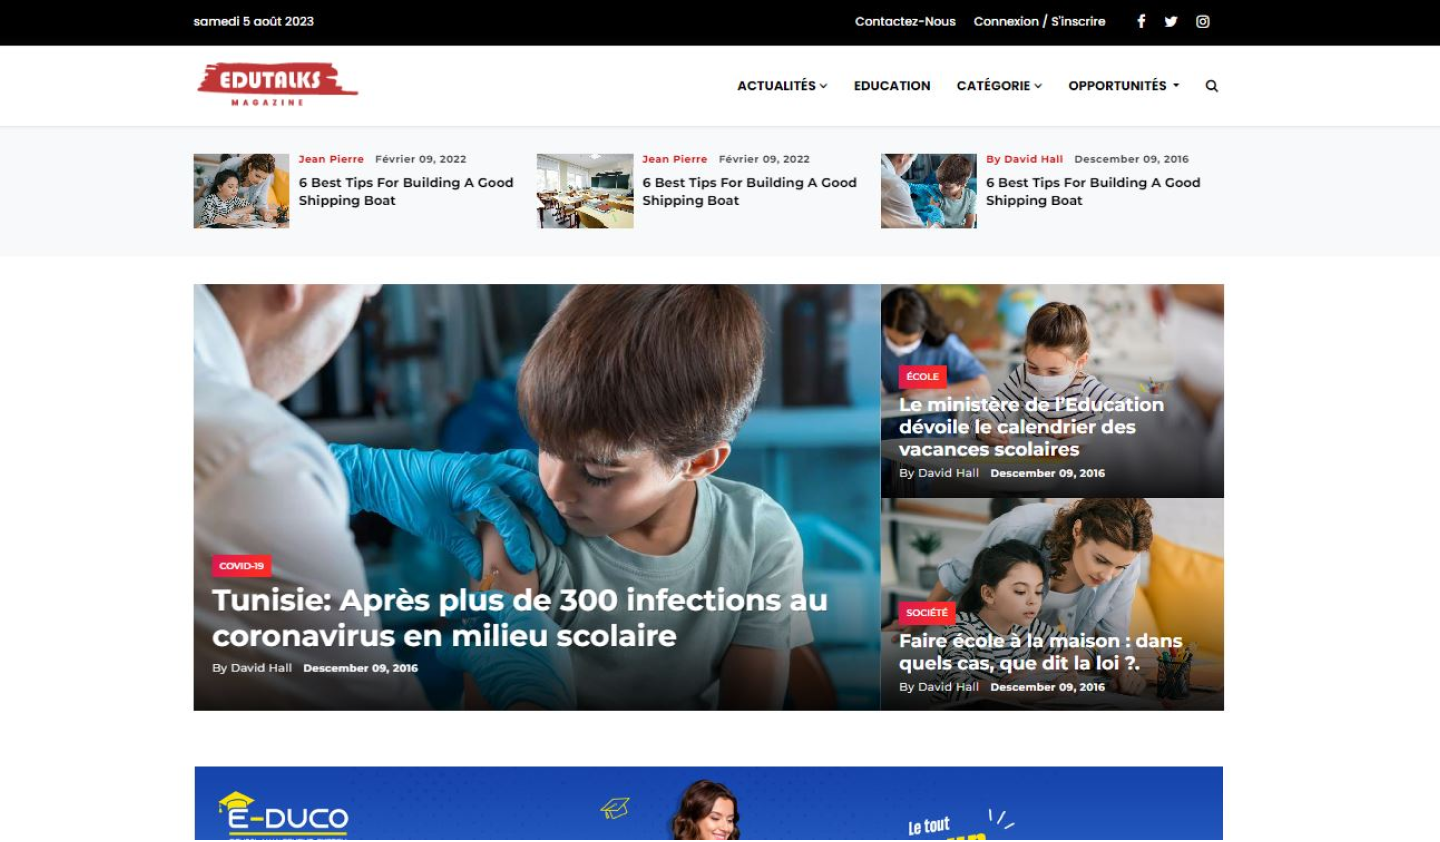 samedi 5 août 2023
Contactez-Nous Connexion / S'inscrire
EDUTALKS
MAGAZINE
ACTUALITÉS EDUCATION CATÉGORIE OPPORTUNITÉS
Jean Pierre Février 09, 2022
6 Best Tips For Building A Good
Shipping Boat
Jean Pierre Février 09, 2022
6 Best Tips For Building A Good
Shipping Boat
By David Hall Descember 09, 2016
6 Best Tips For Building A Good
Shipping Boat
COVID-19
Tunisie: Après plus de 300 infections au
coronavirus en milieu scolaire
By David Hall Descember 09, 2016
ÉCOLE
Le ministère de l'Education
dévoile le calendrier des
vacances scolaires
By David Hall Descember 09, 2016
SOCIÉTÉ
Faire école à la maison : dans
quels cas, que dit la loi ?.
By David Hall Descember 09, 2016
E-DUCO
Le tout